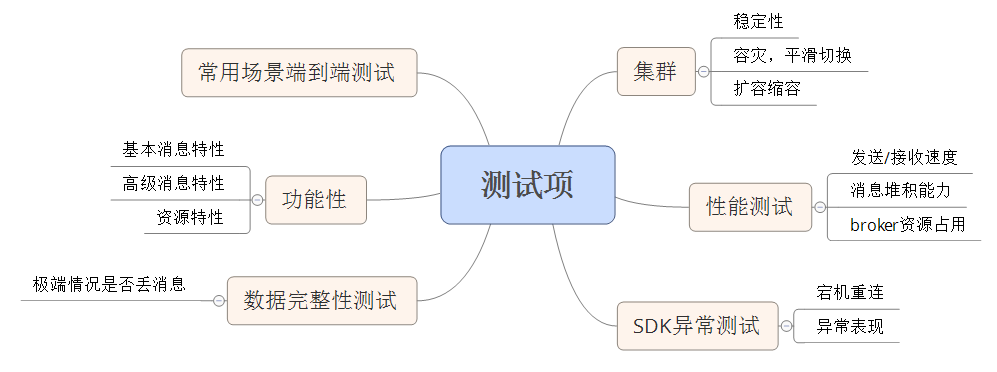 测试项
集群
稳定性
容灾，平滑切换
扩容缩容
性能测试
发送/接收速度
消息堆积能力
broker资源占用
SDK异常测试
宕机重连
异常表现
常用场景端到端测试
功能性
基本消息特性
高级消息特性
资源特性
数据完整性测试
极端情况是否丢消息